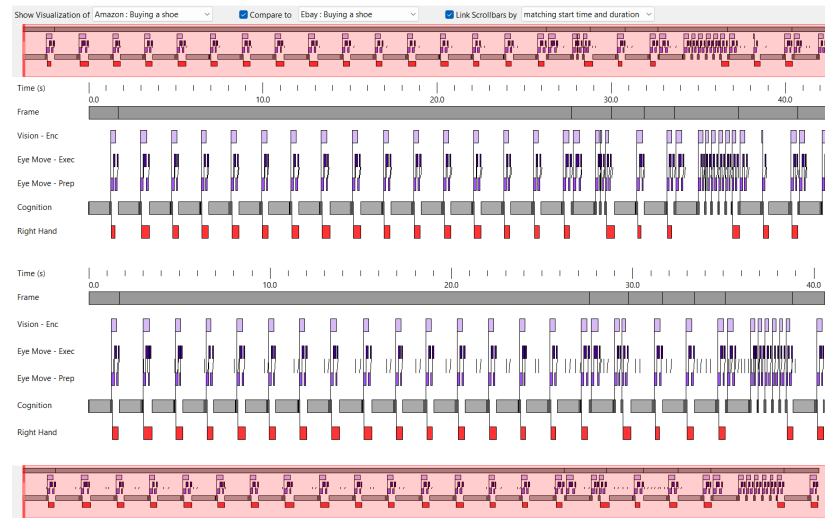 Show Visualization of Amazon : Buying a shoe Compare to Ebay : Buying a shoe Link Scrollbars by matching start time and duration
Time (s)
0.0 10.0 20.0 30.0 40.0
Frame
Vision - Enc
Eye Move - Exec
Eye Move - Prep
Cognition
Right Hand
Time (s)
0.0 10.0 20.0 30.0 40.0
Frame
Vision - Enc
Eye Move - Exec
Eye Move - Prep
Cognition
Right Hand